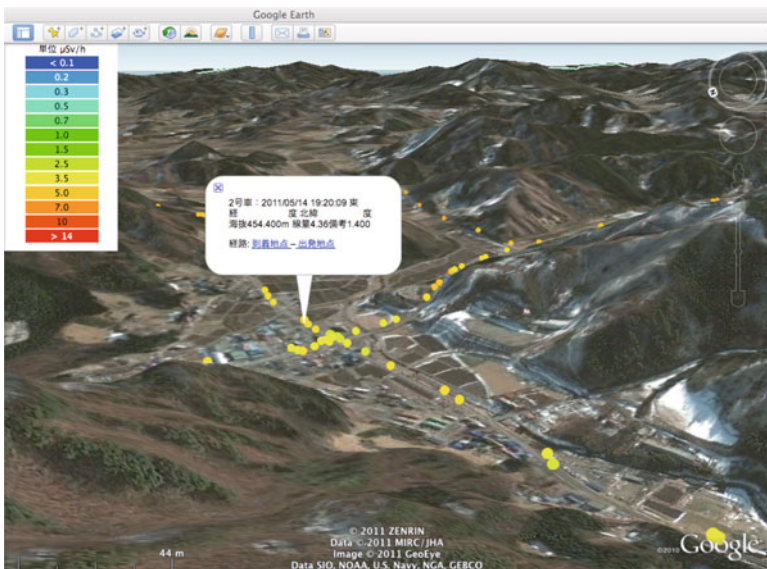 Google Earth
単位 μSv/h
< 0.1
0.2
0.3
0.5
0.7
1.0
1.5
2.5
3.5
5.0
7.0
10
> 14
2号車：2011/05/14 19:20:09 東
経 度 北緯 度
海抜454.400m 線量4.36備考1.400
経路: 到着地点 – 出発地点
© 2011 ZENRIN
Data © 2011 MIRC/JHA
Image © 2011 GeoEye
Data SIO, NOAA, U.S. Navy, NGA, GEBCO
44 m
©2010 Google